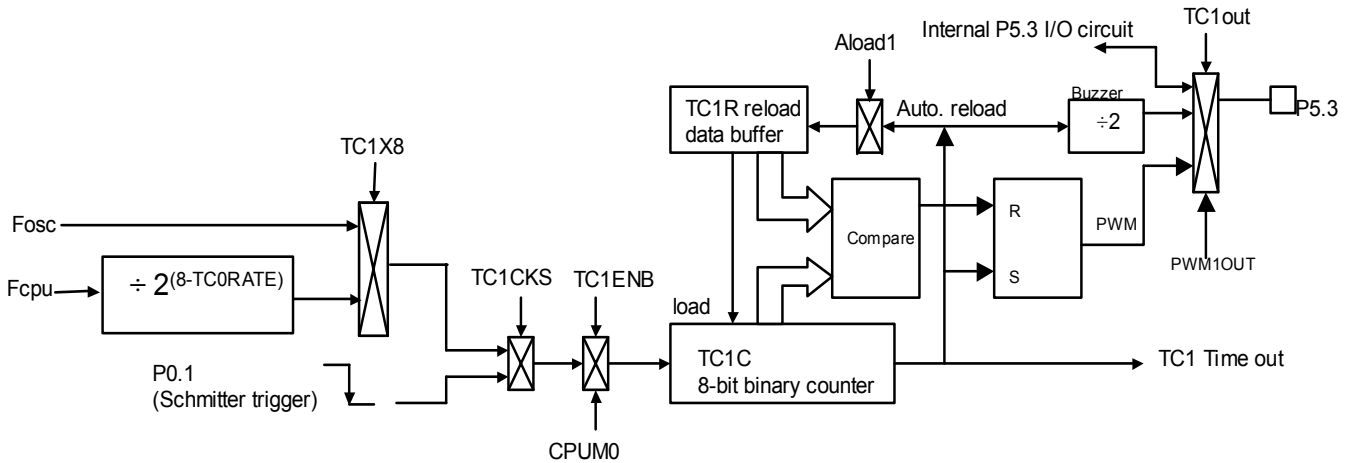 TC1out
Internal P5.3 I/O circuit
Aload1
Buzzer
TC1R reload
data buffer
Auto. reload
÷2
P5.3
TC1X8
Fosc
R
Compare
PWM
Fcpu
÷ 2(8-TC0RATE)
TC1CKS
TC1ENB
S
PWM1OUT
load
TC1C
8-bit binary counter
TC1 Time out
P0.1
(Schmitter trigger)
CPUM0